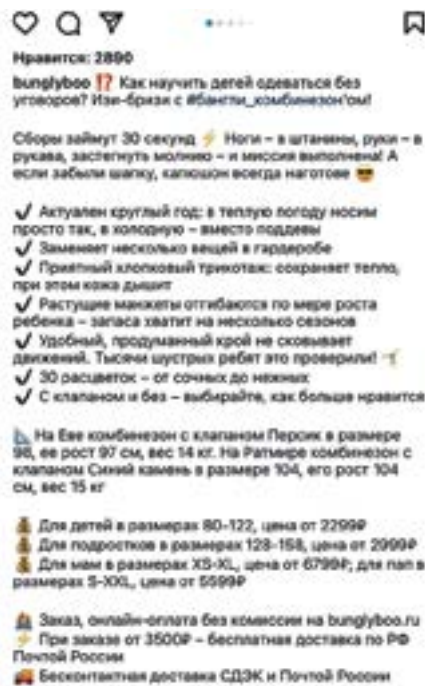 Нравится: 2890
bunglyboo ⁉️ Как научить детей одеваться без
уговоров? Изи-бризи с #бангли_комбинезон'ом!
Сборы займут 30 секунд ⚡ Ноги – в штанины, руки – в
рукава, застегнуть молнию – и миссия выполнена! А
если забыли шапку, капюшон всегда наготове 😎
✔️ Актуален круглый год: в теплую погоду носим
просто так, в холодную – вместо поддевы
✔️ Заменяет несколько вещей в гардеробе
✔️ Приятный хлопковый трикотаж: сохраняет тепло,
при этом кожа дышит
✔️ Растущие манжеты отгибаются по мере роста
ребенка – запаса хватит на несколько сезонов
✔️ Удобный, продуманный крой не сковывает
движений. Тысячи шустрых ребят это проверили! 🤸
✔️ 30 расцветок – от сочных до нежных
✔️ С клапаном и без – выбирайте, как больше нравится
📐 На Еве комбинезон с клапаном Персик в размере
98, ее рост 97 см, вес 14 кг. На Ратмире комбинезон с
клапаном Синий камень в размере 104, его рост 104
см, вес 15 кг
💰 Для детей в размерах 80-122, цена от 2299₽
💰 Для подростков в размерах 128-158, цена от 2999₽
💰 Для мам в размерах XS-XL, цена от 6799₽; для пап в
размерах S-XXL, цена от 5599₽
🛍 Заказ, онлайн-оплата без комиссии на bunglyboo.ru
⚡ При заказе от 3500₽ – бесплатная доставка по РФ
Почтой России
🚚 Бесконтактная доставка СДЭК и Почтой России